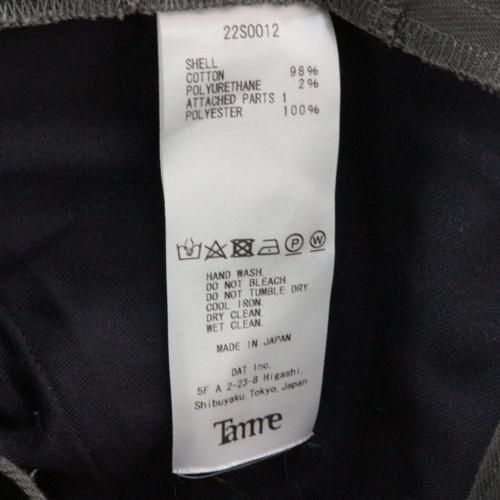 22S0012
SHELL
COTTON 98%
POLYURETHANE 2%
ATTACHED PARTS 1
POLYESTER 100%
P W
HAND WASH.
DO NOT BLEACH.
DO NOT TUMBLE DRY.
COOL IRON.
DRY CLEAN.
WET CLEAN.
MADE IN JAPAN
DAT Inc.
5F A 2-23-8 Higashi,
Shibuyaku, Tokyo, Japan
Tamme